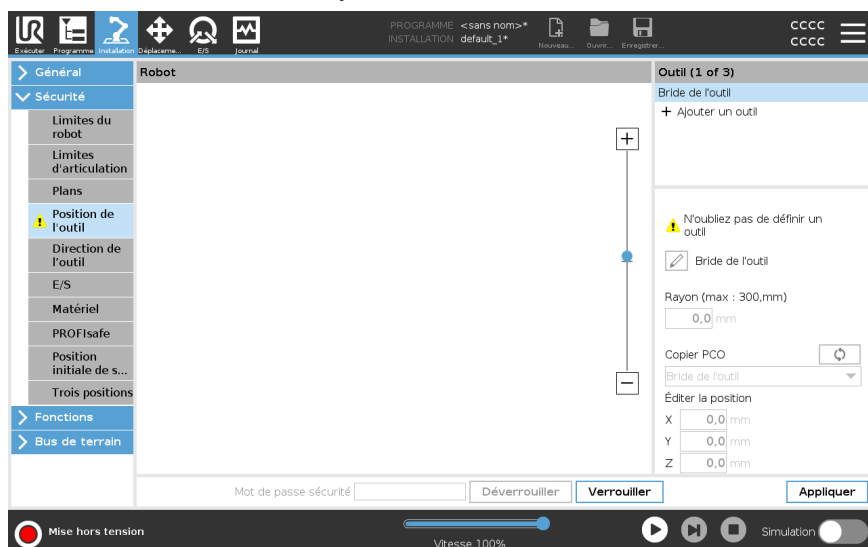 PROGRAMME <sans nom>*
INSTALLATION default_1*
Exécuter
Programme
Installation
Déplaceme...
E/S
Journal
Nouveau...
Ouvrir...
Enregistrer...
CCCC
CCCC
Général
Sécurité
Limites du
robot
Limites
d'articulation
Plans
Position de
l'outil
Direction de
l'outil
E/S
Matériel
PROFIsafe
Position
initiale de s...
Trois positions
Fonctions
Bus de terrain
Robot
+
−
Outil (1 of 3)
Bride de l'outil
+ Ajouter un outil
N'oubliez pas de définir un
outil
Bride de l'outil
Rayon (max : 300,mm)
0,0 mm
Copier PCO
Bride de l'outil
Éditer la position
X 0,0 mm
Y 0,0 mm
Z 0,0 mm
Mot de passe sécurité
Déverrouiller
Verrouiller
Appliquer
Mise hors tension
Vitesse 100%
Simulation